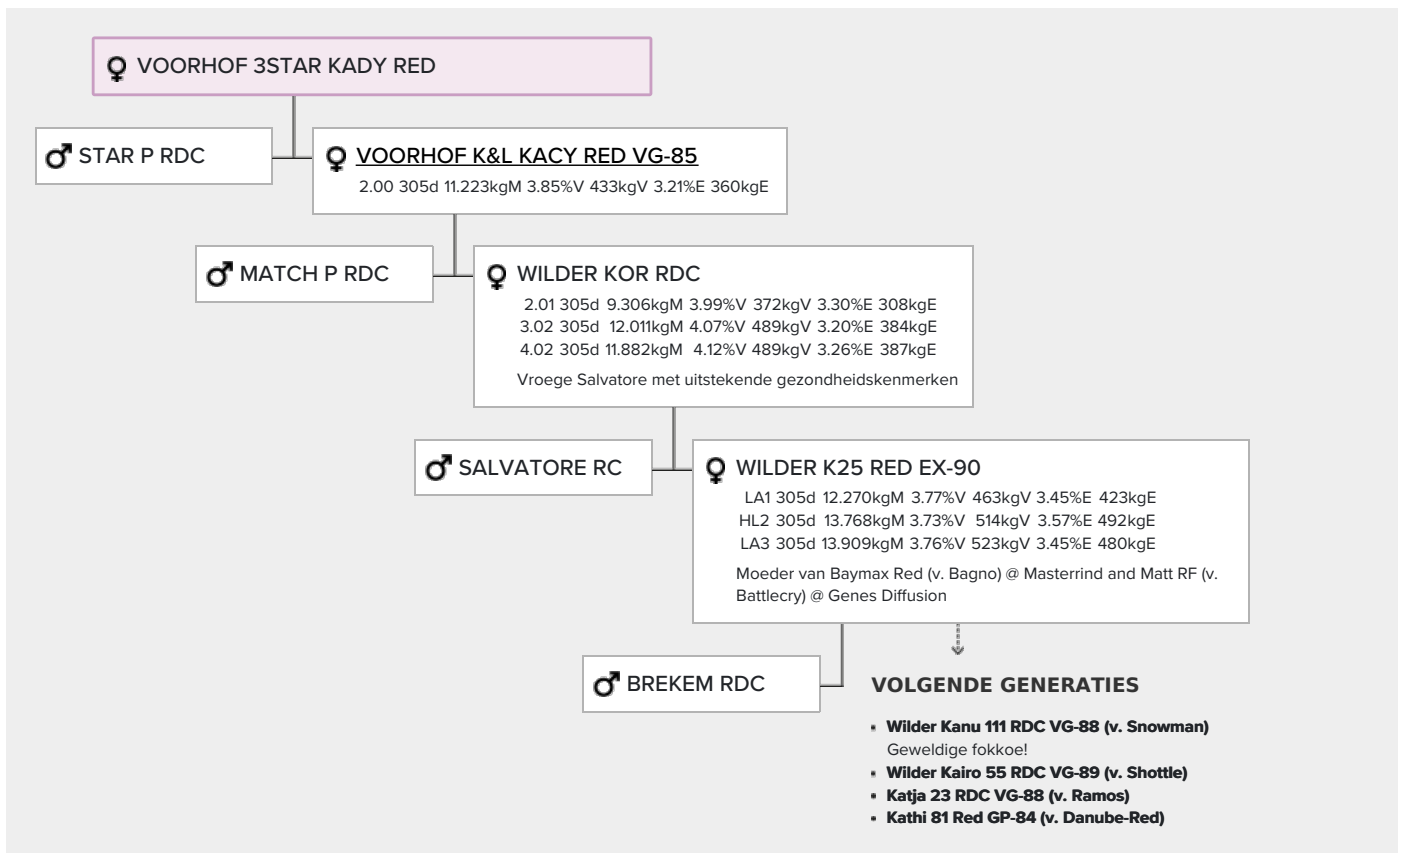 VOORHOF 3STAR KADY RED
STAR P RDC
VOORHOF K&L KACY RED VG-85
2.00 305d 11.223kgM 3.85%V 433kgV 3.21%E 360kgE
MATCH P RDC
WILDER KOR RDC
2.01 305d 9.306kgM 3.99%V 372kgV 3.30%E 308kgE
3.02 305d 12.011kgM 4.07%V 489kgV 3.20%E 384kgE
4.02 305d 11.882kgM 4.12%V 489kgV 3.26%E 387kgE
Vroege Salvatore met uitstekende gezondheidskenmerken
SALVATORE RC
WILDER K25 RED EX-90
LA1 305d 12.270kgM 3.77%V 463kgV 3.45%E 423kgE
HL2 305d 13.768kgM 3.73%V 514kgV 3.57%E 492kgE
LA3 305d 13.909kgM 3.76%V 523kgV 3.45%E 480kgE
Moeder van Baymax Red (v. Bagno) @ Masterrind and Matt RF (v.
Battlecry) @ Genes Diffusion
BREKEM RDC
VOLGENDE GENERATIES
• Wilder Kanu 111 RDC VG-88 (v. Snowman)
Geweldige fokkoe!
• Wilder Kairo 55 RDC VG-89 (v. Shottle)
• Katja 23 RDC VG-88 (v. Ramos)
• Kathi 81 Red GP-84 (v. Danube-Red)